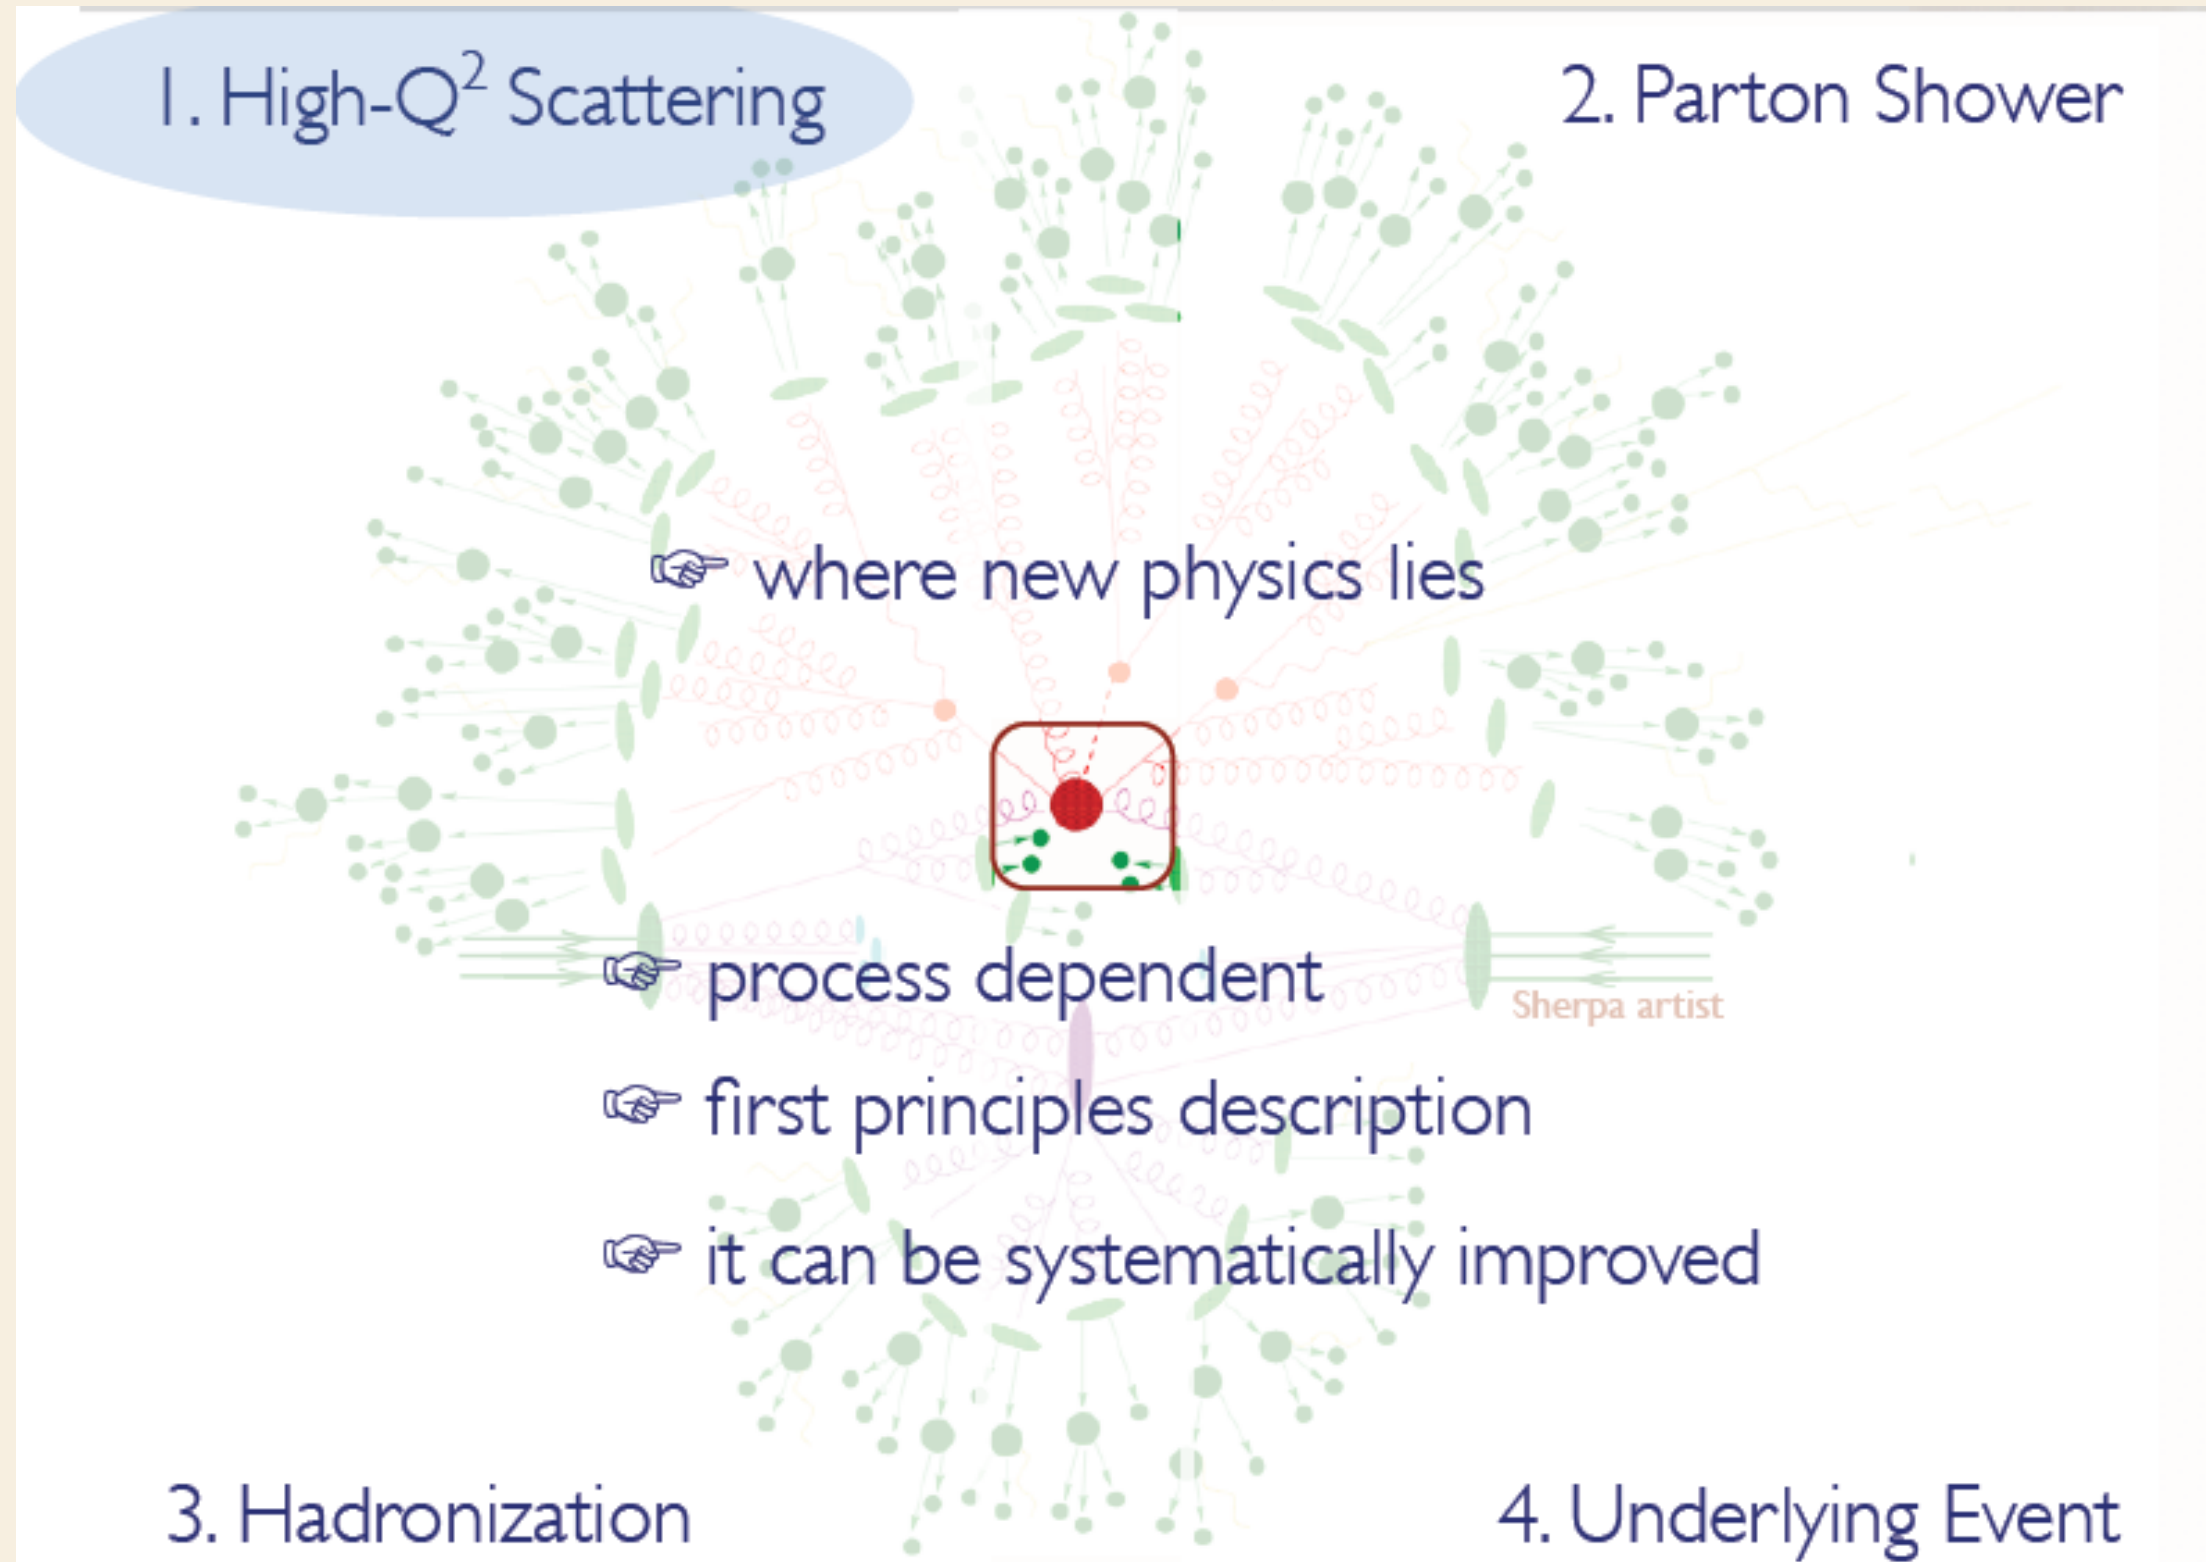 1. High-Q² Scattering
2. Parton Shower
☞ where new physics lies
☞ process dependent
Sherpa artist
☞ first principles description
☞ it can be systematically improved
3. Hadronization
4. Underlying Event